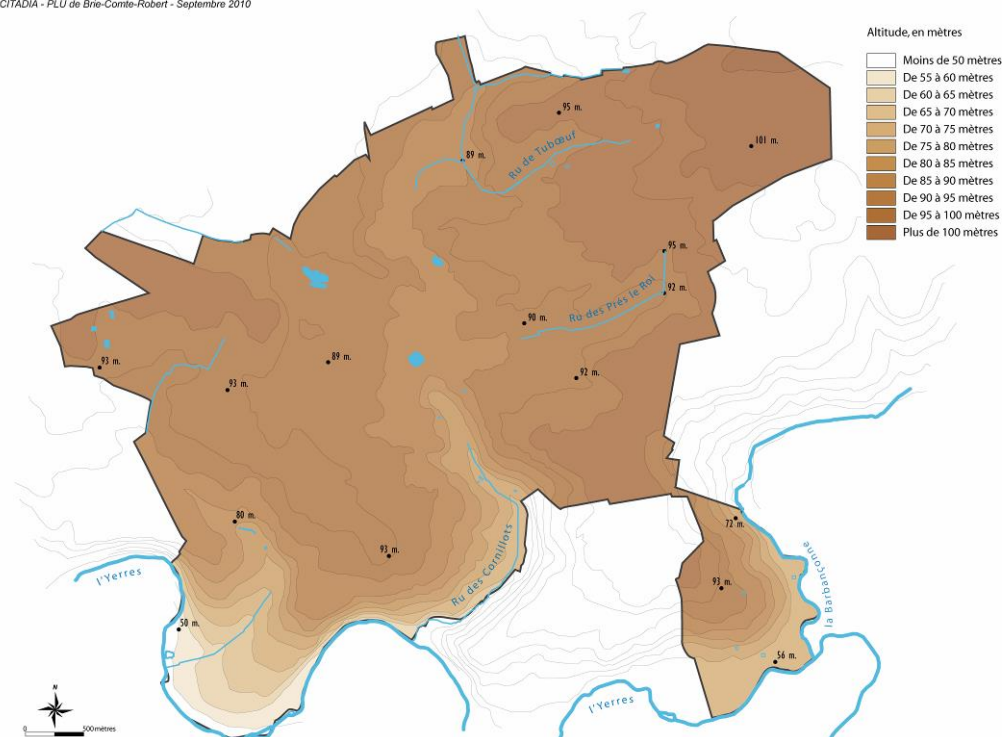 CITADIA - PLU de Brie-Comte-Robert - Septembre 2010
Altitude, en mètres
Moins de 50 mètres
De 55 à 60 mètres
De 60 à 65 mètres
De 65 à 70 mètres
De 70 à 75 mètres
De 75 à 80 mètres
De 80 à 85 mètres
De 85 à 90 mètres
De 90 à 95 mètres
De 95 à 100 mètres
Plus de 100 mètres
95 m.
101 m.
89 m.
Ru de Tubœuf
95 m.
92 m.
Ru des Prés le Roi
90 m.
93 m.
89 m.
93 m.
92 m.
80 m.
93 m.
Ru des Cornillots
72 m.
la Barbançonne
93 m.
l'Yerres
50 m.
56 m.
l'Yerres
N
0
500 mètres